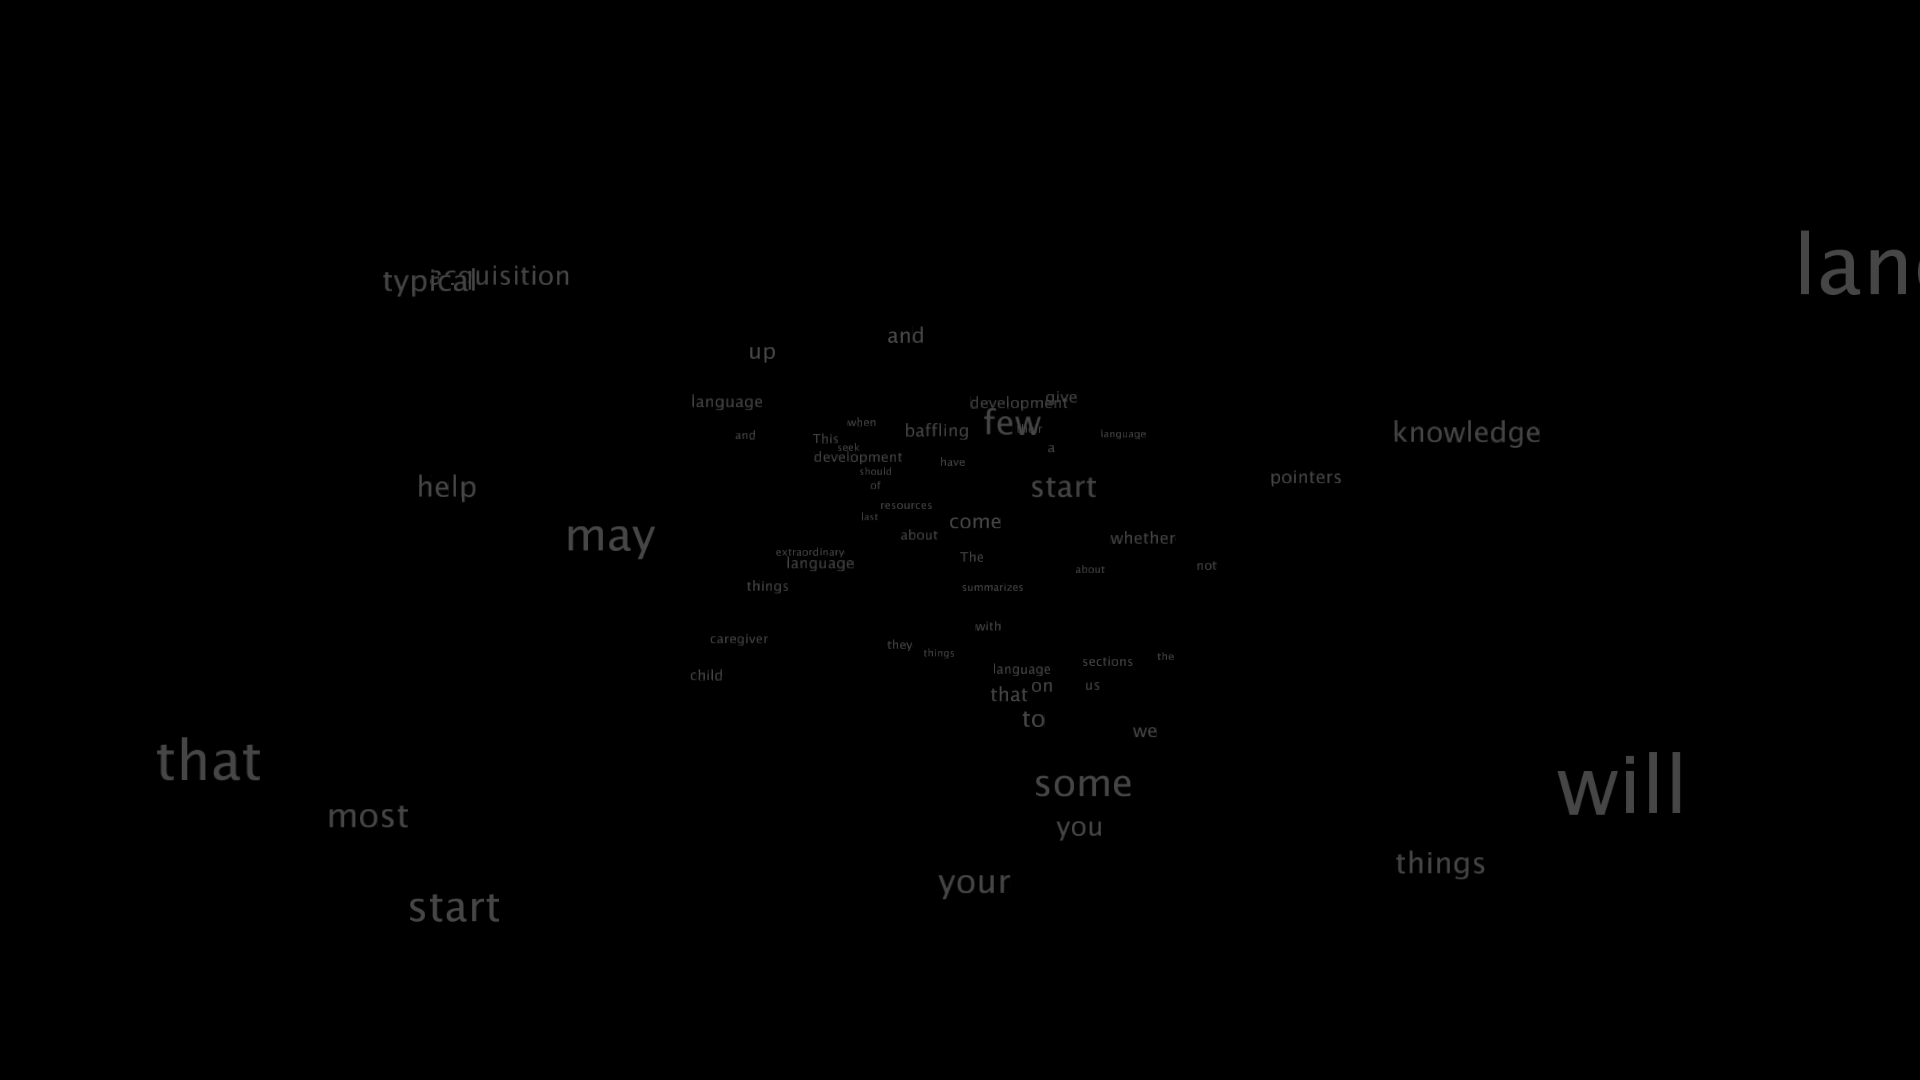 lan
typical
acquisition
and
up
give
language
development
few
when
baffling
knowledge
and
This
language
seek
a
development
have
should
pointers
of
help
start
resources
last
come
about
may
whether
extraordinary
The
language
not
about
things
summarizes
with
caregiver
they
things
the
sections
language
child
on
us
that
to
we
that
some
will
most
you
things
your
start